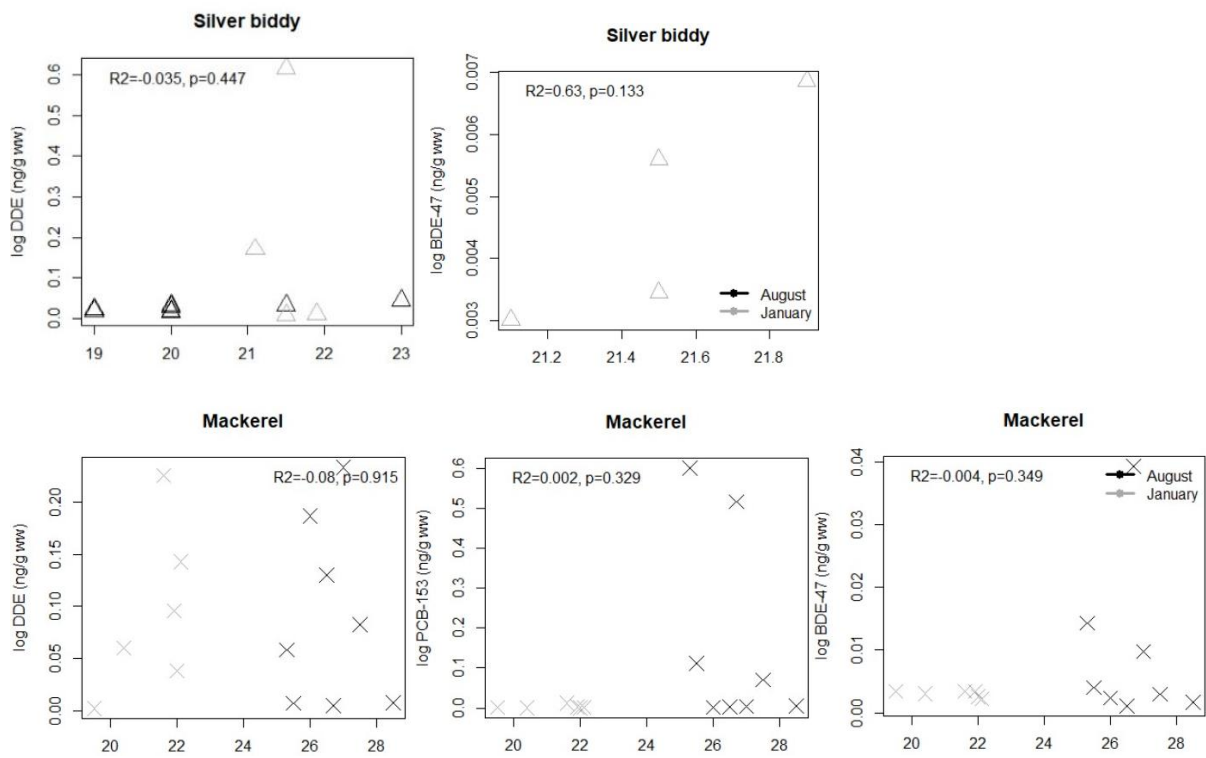 Silver biddy
R2=-0.035, p=0.447
log DDE (ng/g ww)
0.6
0.5
0.4
0.3
0.2
0.1
0.0
19 20 21 22 23
Silver biddy
R2=0.63, p=0.133
log BDE-47 (ng/g ww)
0.007
0.006
0.005
0.004
0.003
August
January
21.2 21.4 21.6 21.8
Mackerel
R2=-0.08, p=0.915
log DDE (ng/g ww)
0.20
0.15
0.10
0.05
0.00
20 22 24 26 28
Mackerel
R2=0.002, p=0.329
log PCB-153 (ng/g ww)
0.6
0.5
0.4
0.3
0.2
0.1
0.0
20 22 24 26 28
Mackerel
R2=-0.004, p=0.349
August
January
log BDE-47 (ng/g ww)
0.04
0.03
0.02
0.01
0.00
20 22 24 26 28